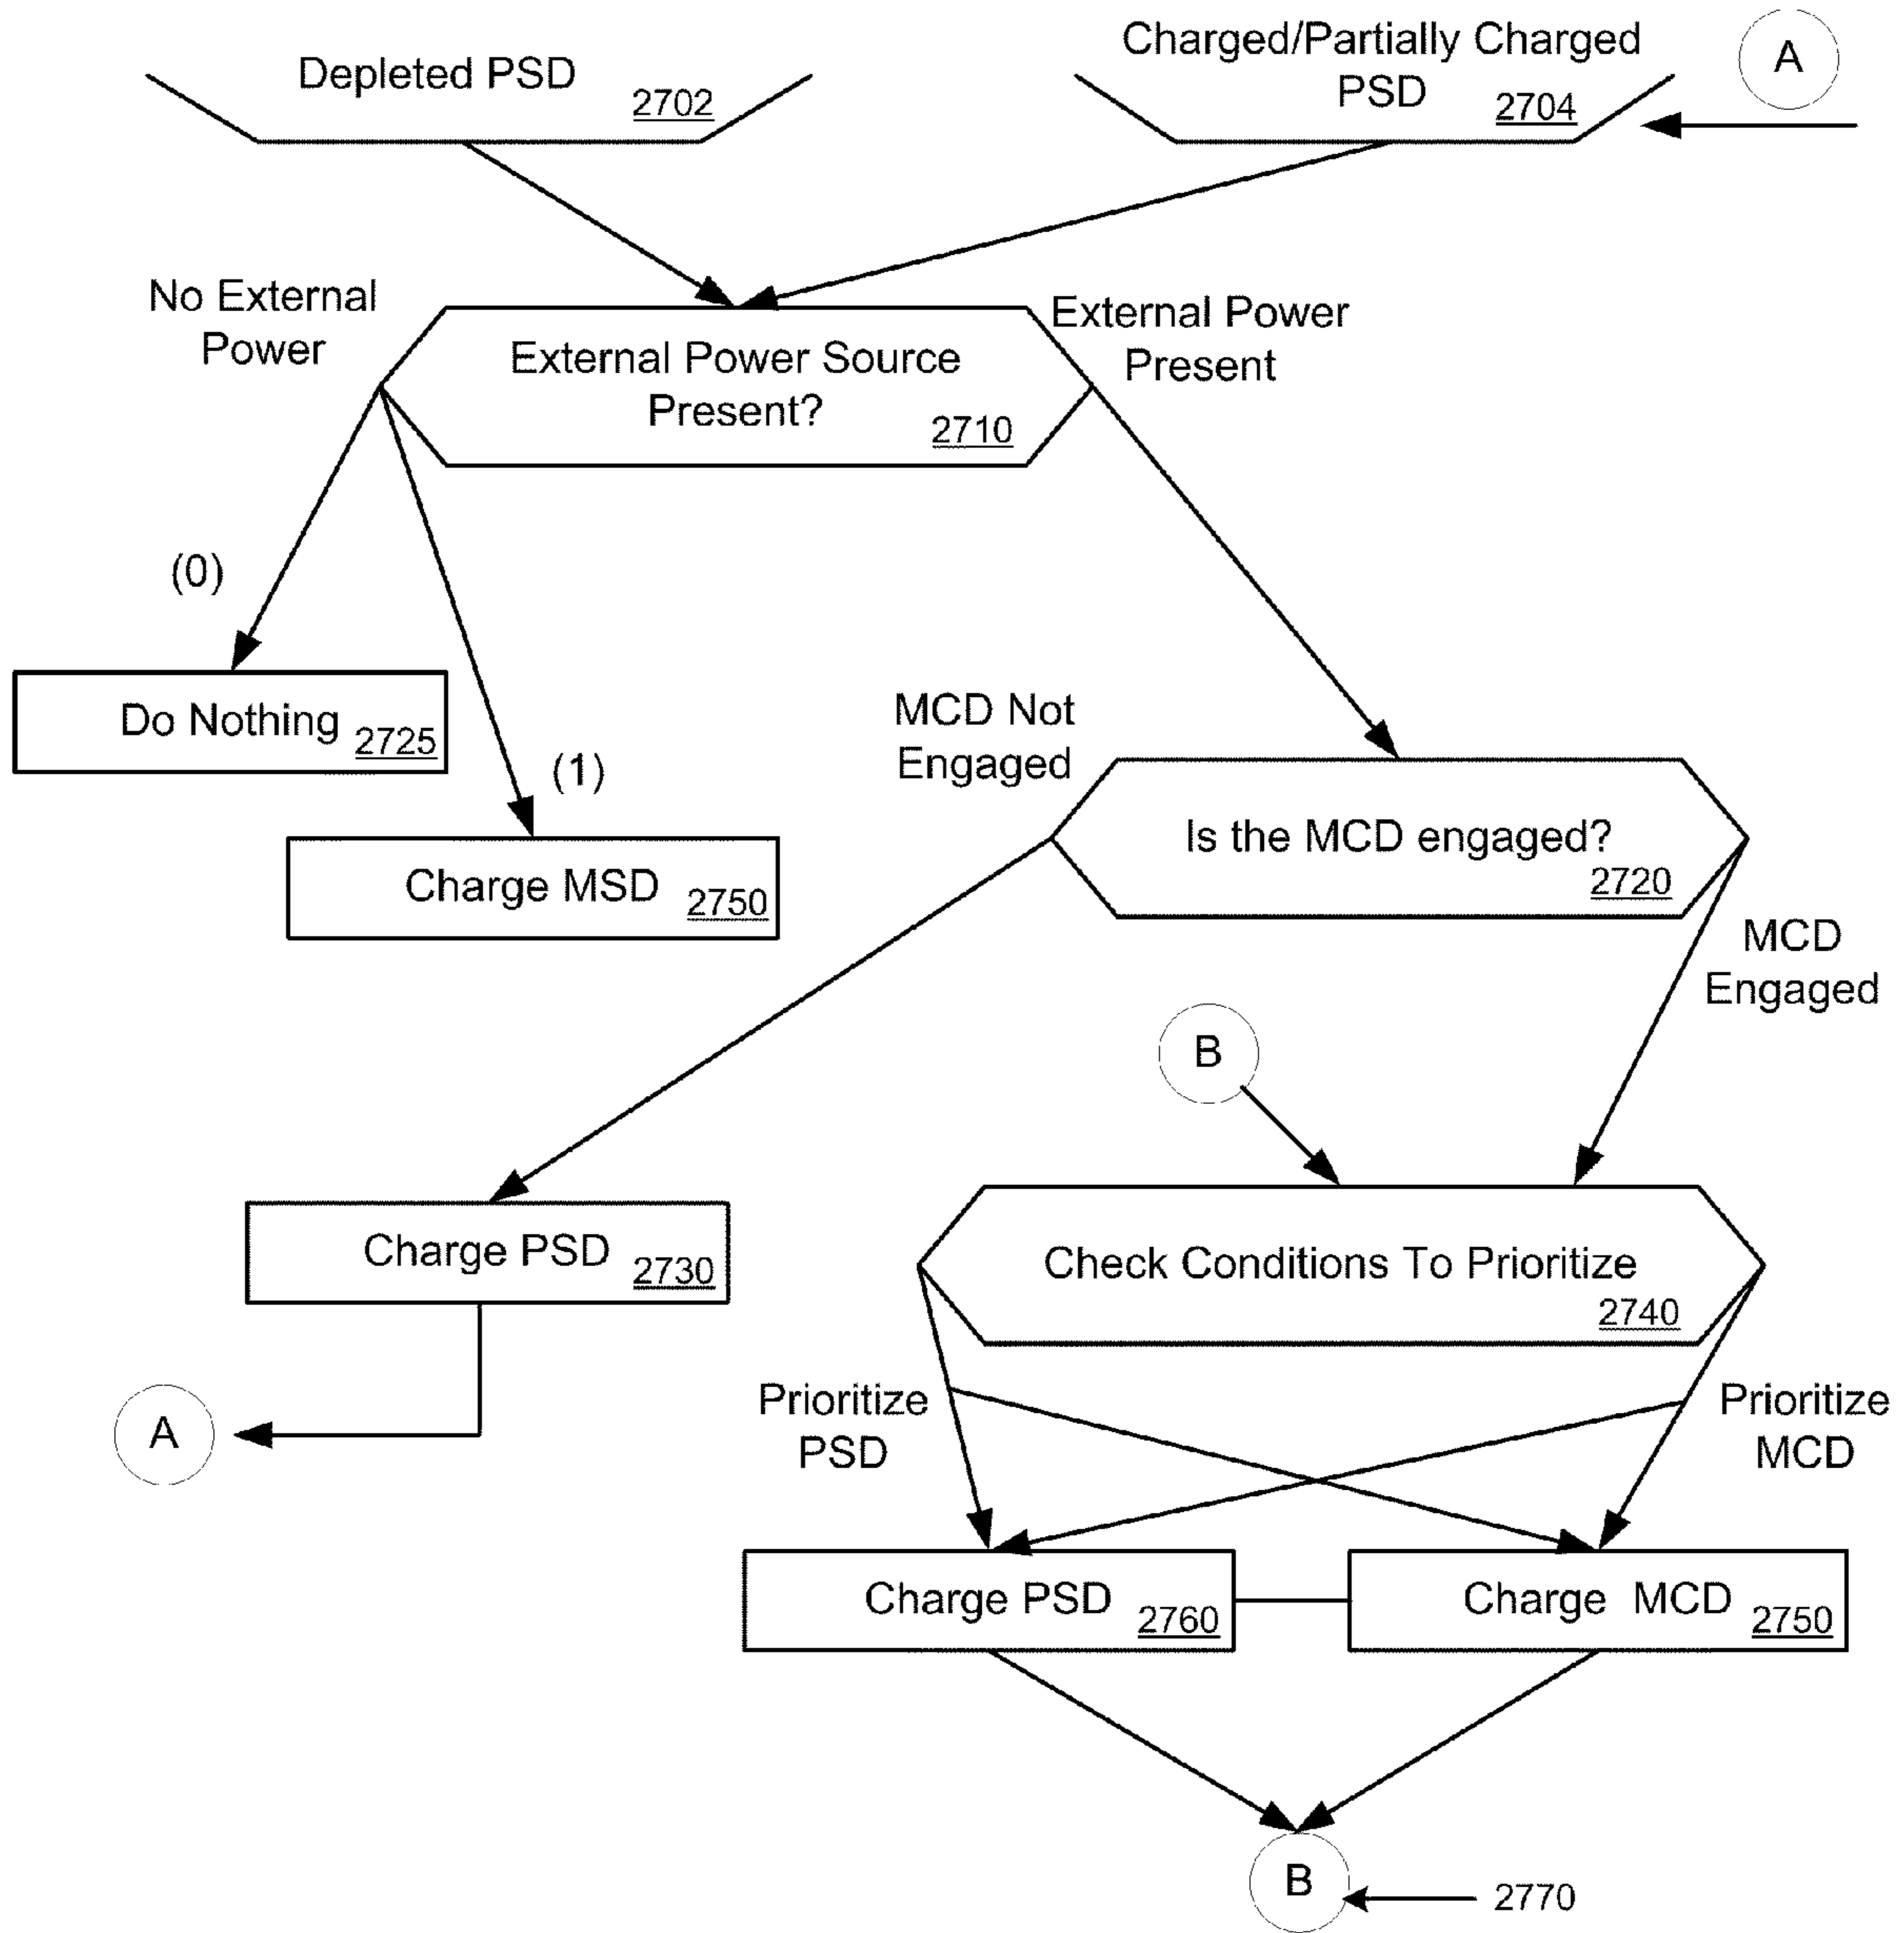 Depleted PSD
2702
Charged/Partially Charged
PSD
2704
A
No External
Power
External Power Source
Present?
2710
External Power
Present
(0)
Do Nothing
2725
(1)
Charge MSD
2750
MCD Not
Engaged
Is the MCD engaged?
2720
MCD
Engaged
B
Charge PSD
2730
Check Conditions To Prioritize
2740
A
Prioritize
PSD
Prioritize
MCD
Charge PSD
2760
Charge MCD
2750
B
2770